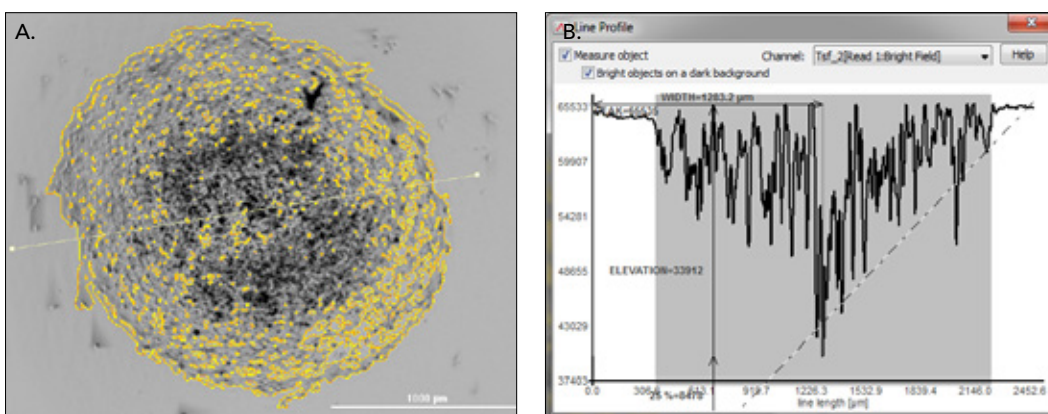 A.
1000 µm
B.
Line Profile
Measure object
Channel: Tsf_2[Read 1:Bright Field]
Help
Bright objects on a dark background
WIDTH=1283.2 µm
65533
59907
54281
ELEVATION=33912
48655
43029
37403
25 %=8478
0.0
919.7
1226.3
1532.9
1839.4
2146.0
2452.6
line length [µm]